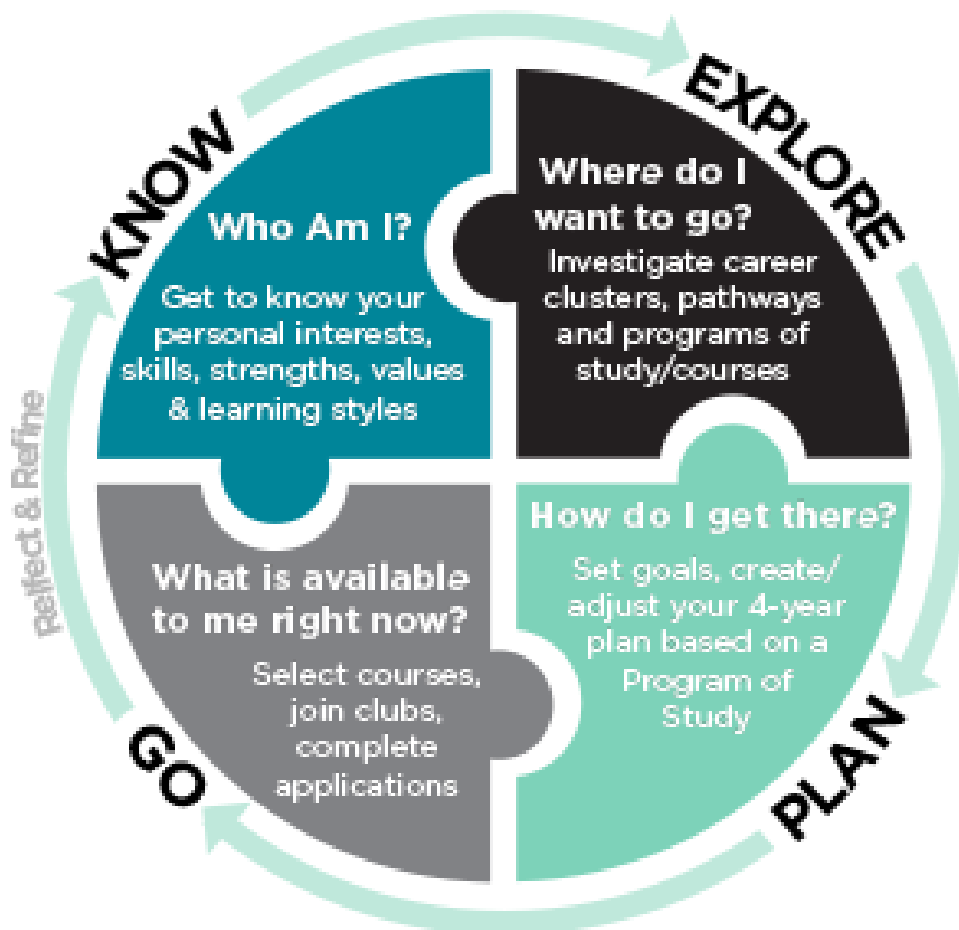 KNOW
Who Am I?
Get to know your
personal interests,
skills, strengths, values
& learning styles
EXPLORE
Where do I
want to go?
Investigate career
clusters, pathways
and programs of
study/courses
PLAN
How do I get there?
Set goals, create/
adjust your 4-year
plan based on a
Program of
Study
GO
What is available
to me right now?
Select courses,
join clubs,
complete
applications
Relfect & Refine